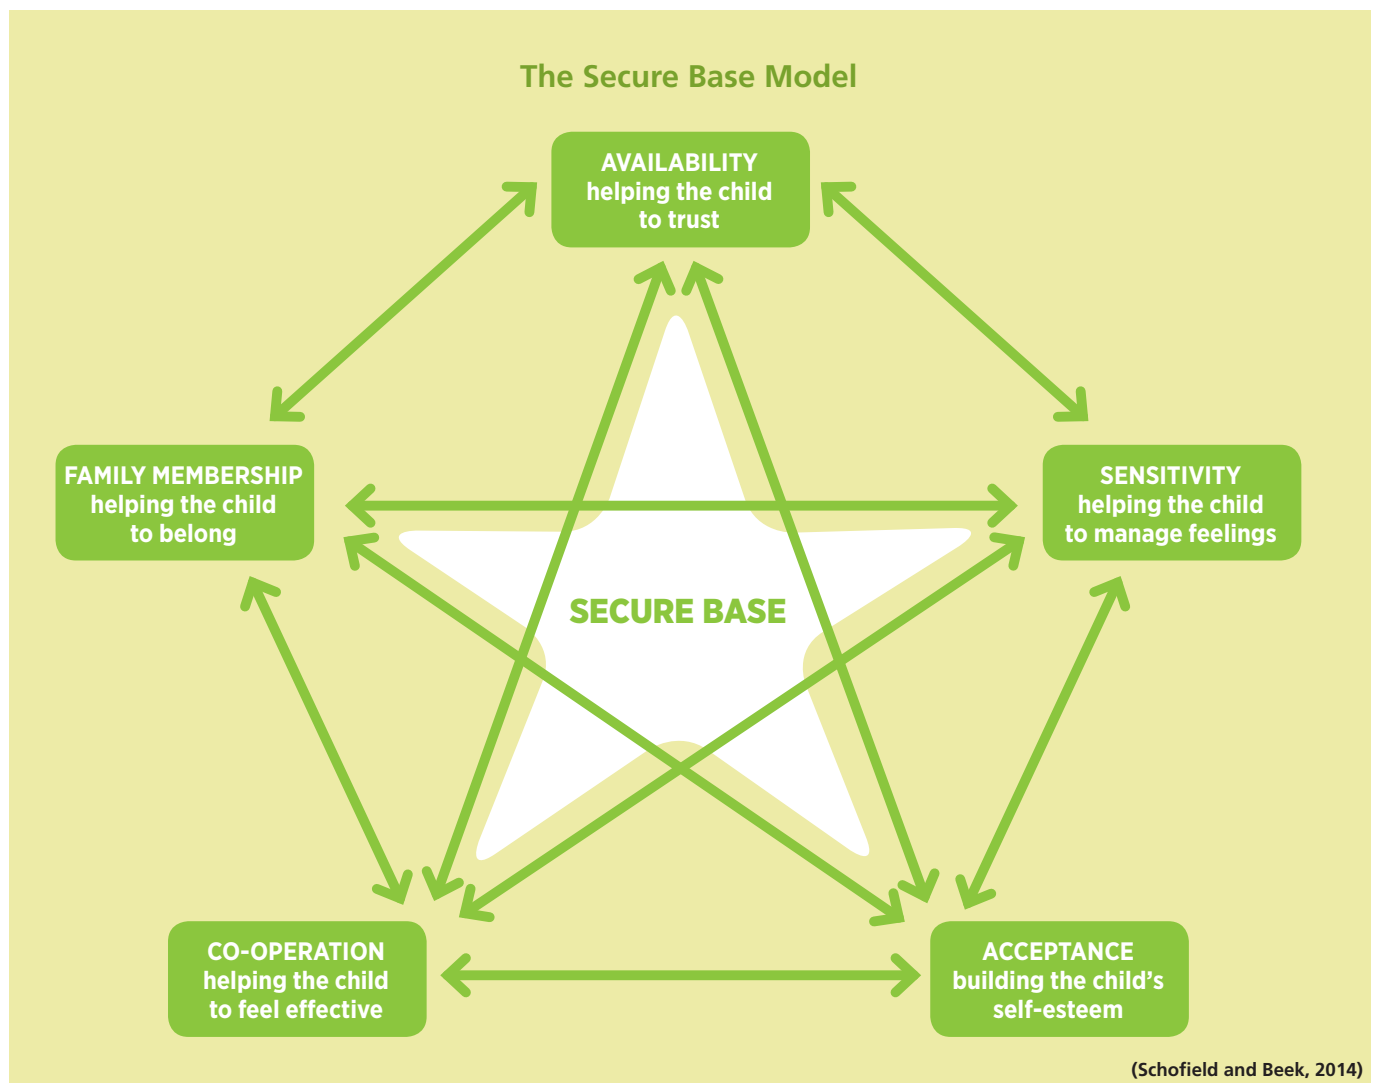 The Secure Base Model
AVAILABILITY
helping the child
to trust
FAMILY MEMBERSHIP
helping the child
to belong
SENSITIVITY
helping the child
to manage feelings
SECURE BASE
CO-OPERATION
helping the child
to feel effective
ACCEPTANCE
building the child’s
self-esteem
(Schofield and Beek, 2014)